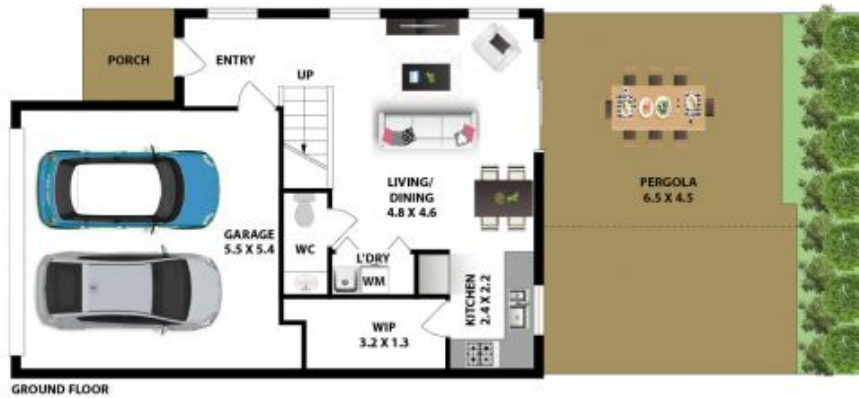 PORCH
ENTRY
UP
LIVING/
DINING
4.8 X 4.6
PERGOLA
6.5 X 4.5
GARAGE
5.5 X 5.4
WC
L'DRY
WM
KITCHEN
2.4 X 2.2
WIP
3.2 X 1.3
GROUND FLOOR